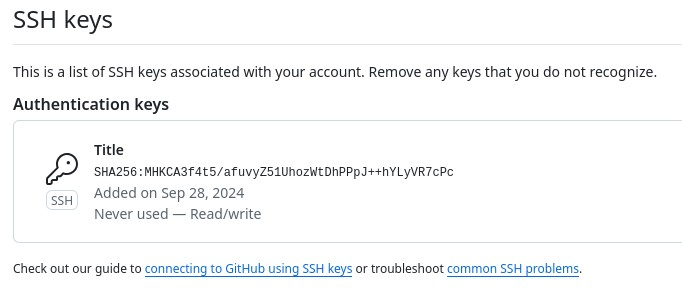 SSH keys
This is a list of SSH keys associated with your account. Remove any keys that you do not recognize.
Authentication keys
Title
SHA256:MHKCA3f4t5/afuvyZ51UhozWtDhPPpJ++hYLyVR7cPc
Added on Sep 28, 2024
Never used — Read/write
SSH
Check out our guide to connecting to GitHub using SSH keys or troubleshoot common SSH problems.